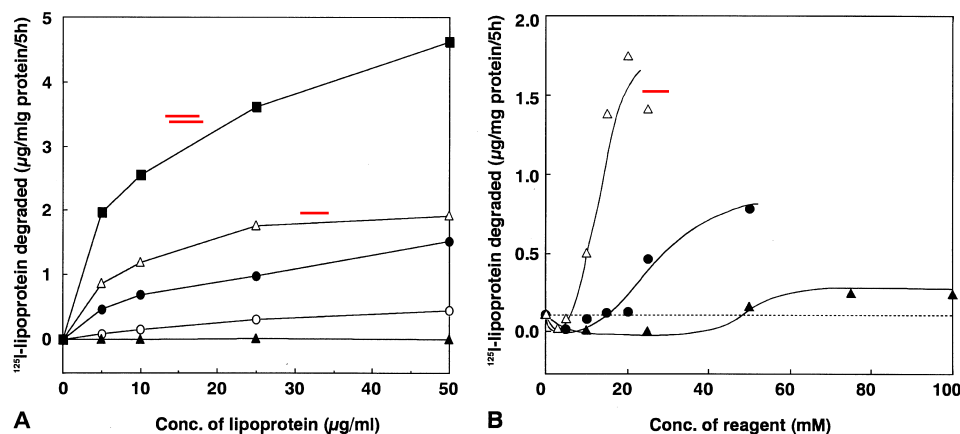 ¹²⁵I-lipoprotein degraded (µg/mlg protein/5h)
5
4
3
2
1
0
0 10 20 30 40 50
A Conc. of lipoprotein (µg/ml)
¹²⁵I-lipoprotein degraded (µg/mg protein/5h)
2.0
1.5
1.0
0.5
0.0
0 20 40 60 80 100
B Conc. of reagent (mM)